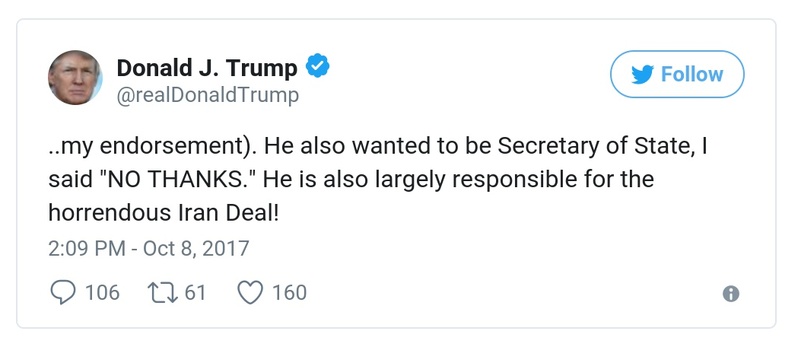 Donald J. Trump
@realDonaldTrump
Follow
..my endorsement). He also wanted to be Secretary of State, I
said "NO THANKS." He is also largely responsible for the
horrendous Iran Deal!
2:09 PM - Oct 8, 2017
106 61 160